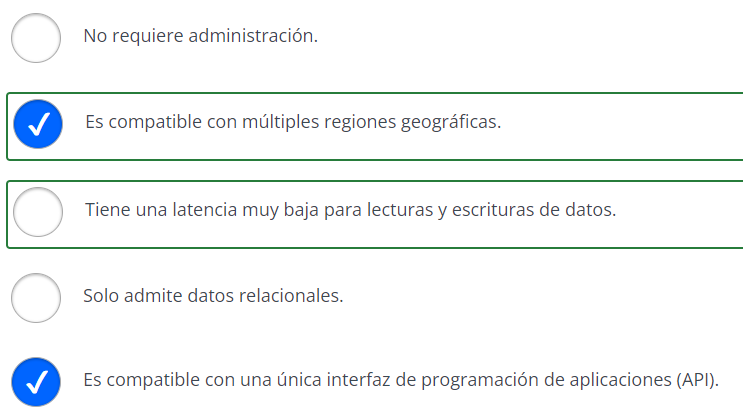 No requiere administración.
Es compatible con múltiples regiones geográficas.
Tiene una latencia muy baja para lecturas y escrituras de datos.
Solo admite datos relacionales.
Es compatible con una única interfaz de programación de aplicaciones (API).